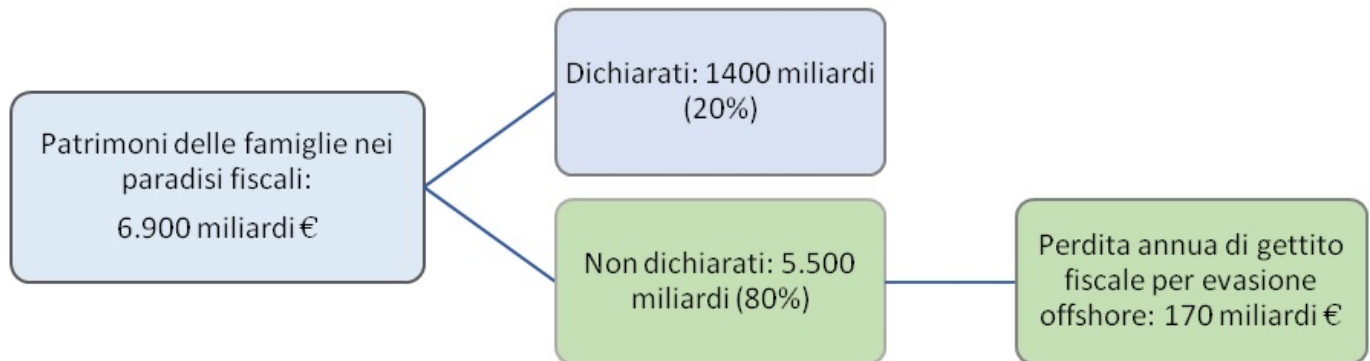 Patrimoni delle famiglie nei
paradisi fiscali:
6.900 miliardi €
Dichiarati: 1400 miliardi
(20%)
Non dichiarati: 5.500
miliardi (80%)
Perdita annua di gettito
fiscale per evasione
offshore: 170 miliardi €